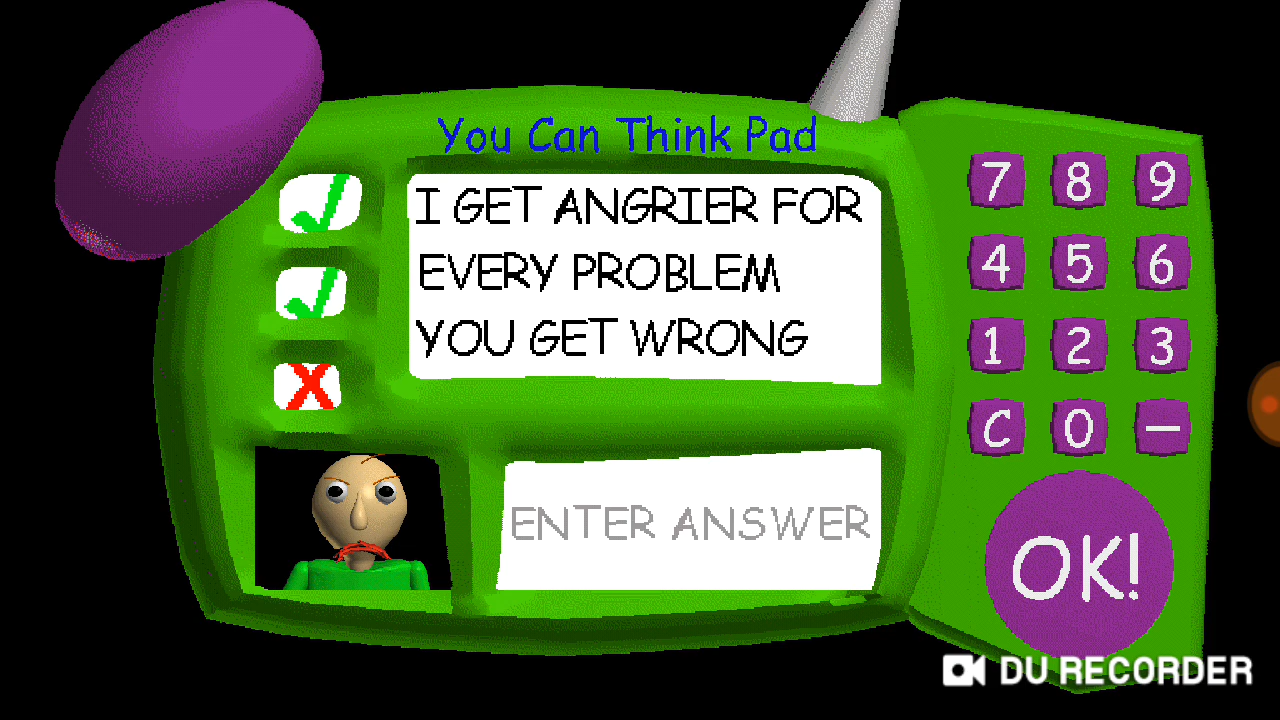 You Can Think Pad
I GET ANGRIER FOR
EVERY PROBLEM
YOU GET WRONG
ENTER ANSWER
7 8 9
4 5 6
1 2 3
C 0 —
OK!
DU RECORDER